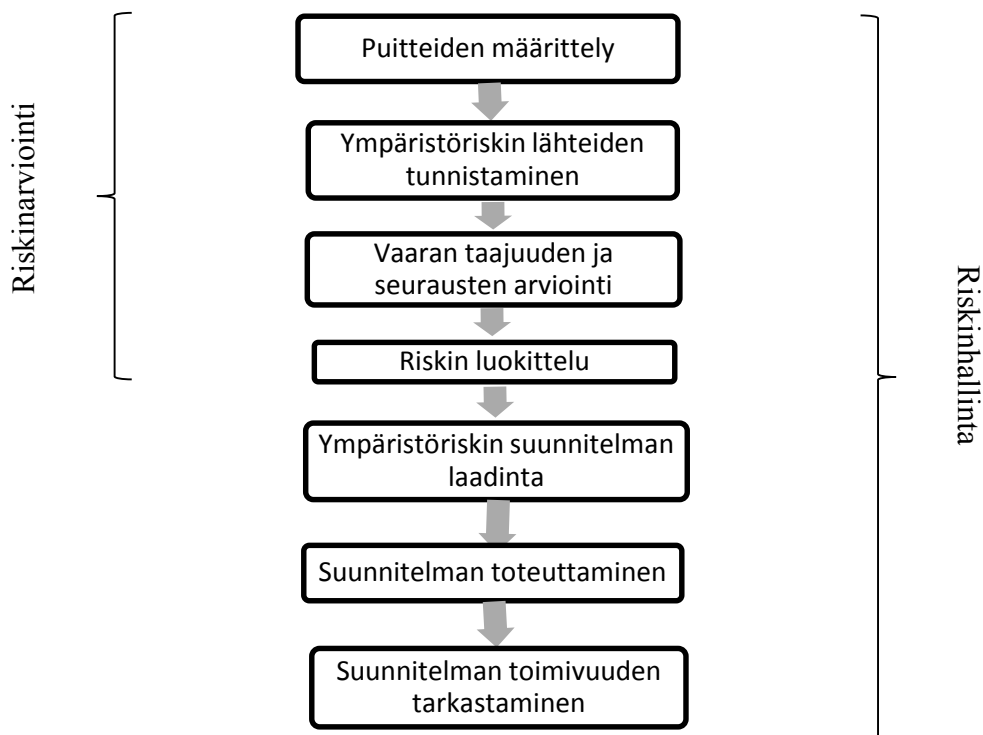 Riskinarviointi
Puitteiden määrittely
Ympäristöriskin lähteiden
tunnistaminen
Vaaran taajuuden ja
seurausten arviointi
Riskin luokittelu
Ympäristöriskin suunnitelman
laadinta
Suunnitelman toteuttaminen
Suunnitelman toimivuuden
tarkastaminen
Riskinhallinta